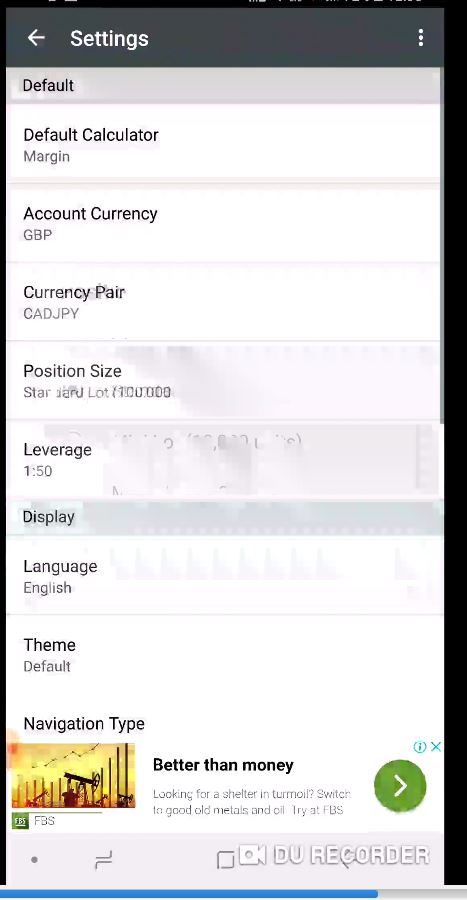 Settings
Default
Default Calculator
Margin
Account Currency
GBP
Currency Pair
CADJPY
Position Size
Lot
Leverage
1:50
Display
Language
English
Theme
Default
Navigation Type
Better than money
Looking for a shelter in turmoil? Switch
to good old metals and oil. Try at FBS
FBS FBS
DU RECORDER